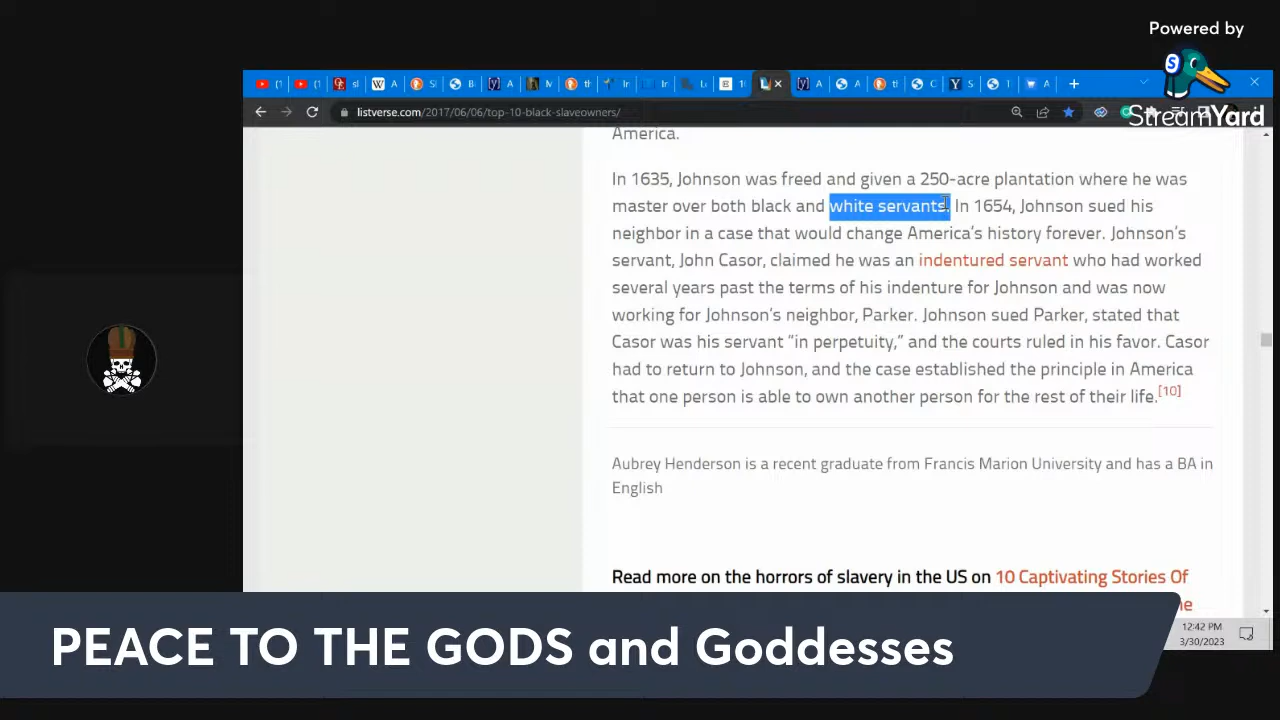 Powered by
StreamYard
listverse.com/2017/06/06/top-10-black-slaveowners/
America.
In 1635, Johnson was freed and given a 250-acre plantation where he was
master over both black and white servants. In 1654, Johnson sued his
neighbor in a case that would change America's history forever. Johnson's
servant, John Casor, claimed he was an indentured servant who had worked
several years past the terms of his indenture for Johnson and was now
working for Johnson's neighbor, Parker. Johnson sued Parker, stated that
Casor was his servant “in perpetuity,” and the courts ruled in his favor. Casor
had to return to Johnson, and the case established the principle in America
that one person is able to own another person for the rest of their life.[10]
Aubrey Henderson is a recent graduate from Francis Marion University and has a BA in
English
Read more on the horrors of slavery in the US on 10 Captivating Stories Of
ne
12:42 PM
3/30/2023
PEACE TO THE GODS and Goddesses